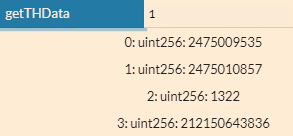 getTHData 1
0: uint256: 2475009535
1: uint256: 2475010857
2: uint256: 1322
3: uint256: 212150643836